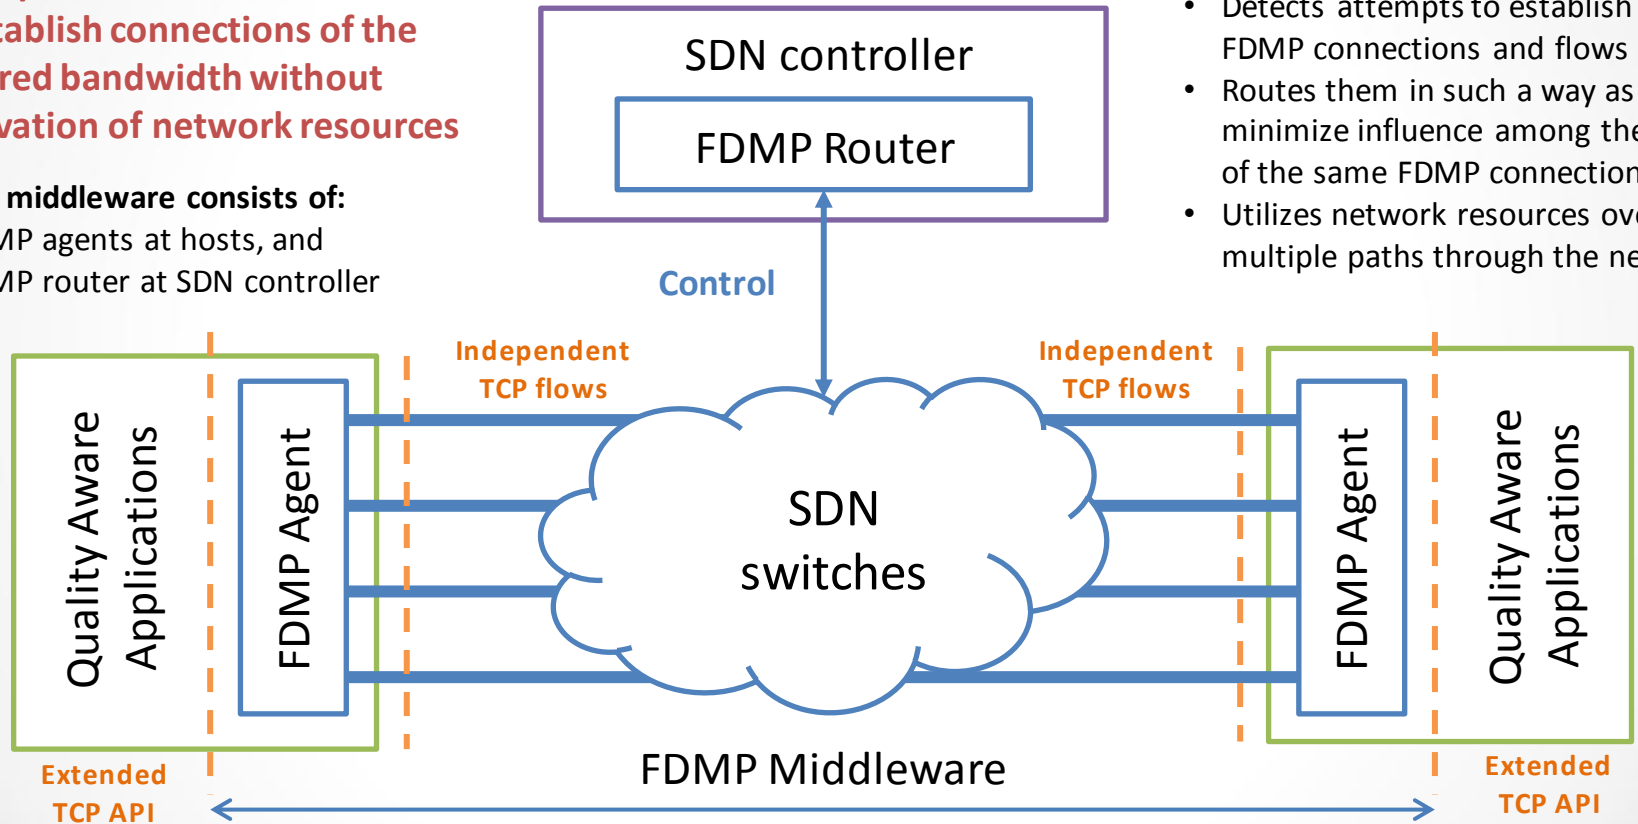 tablish connections of the
red bandwidth without
vation of network resources
middleware consists of:
MP agents at hosts, and
MP router at SDN controller
SDN controller
FDMP Router
Control
• Detects attempts to establish
FDMP connections and flows
• Routes them in such a way as
minimize influence among the
of the same FDMP connection
• Utilizes network resources ov
multiple paths through the ne
Independent
TCP flows
Independent
TCP flows
Quality Aware
Applications
FDMP Agent
SDN
switches
FDMP Agent
Quality Aware
Applications
Extended
TCP API
FDMP Middleware
Extended
TCP API